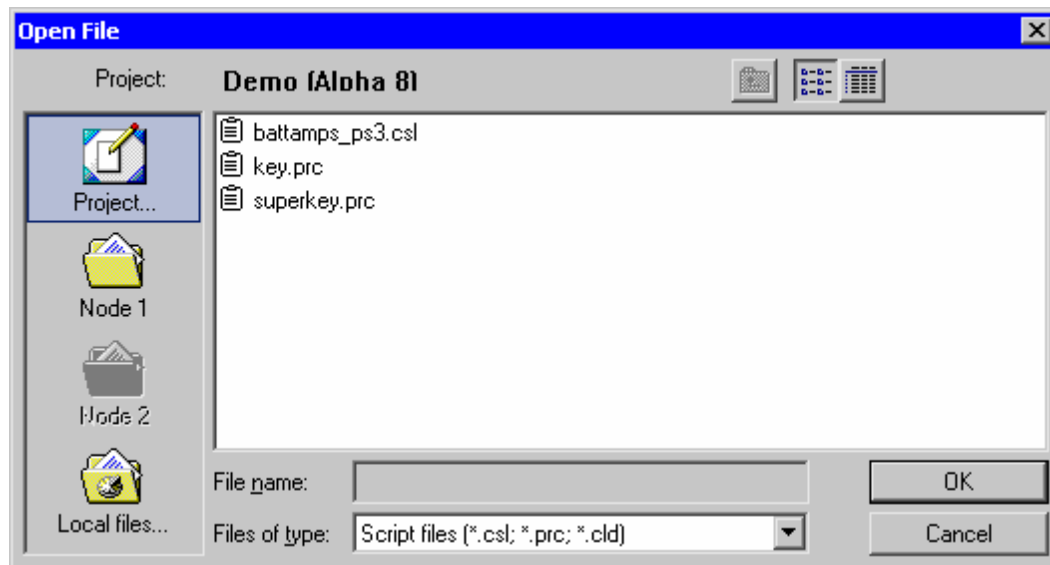 Open File
Project: Demo (Alpha 8)
battamps_ps3.csl
key.prc
superkey.prc
Project...
Node 1
Node 2
Local files...
File name:
OK
Files of type: Script files (*.csl; *.prc; *.cld)
Cancel